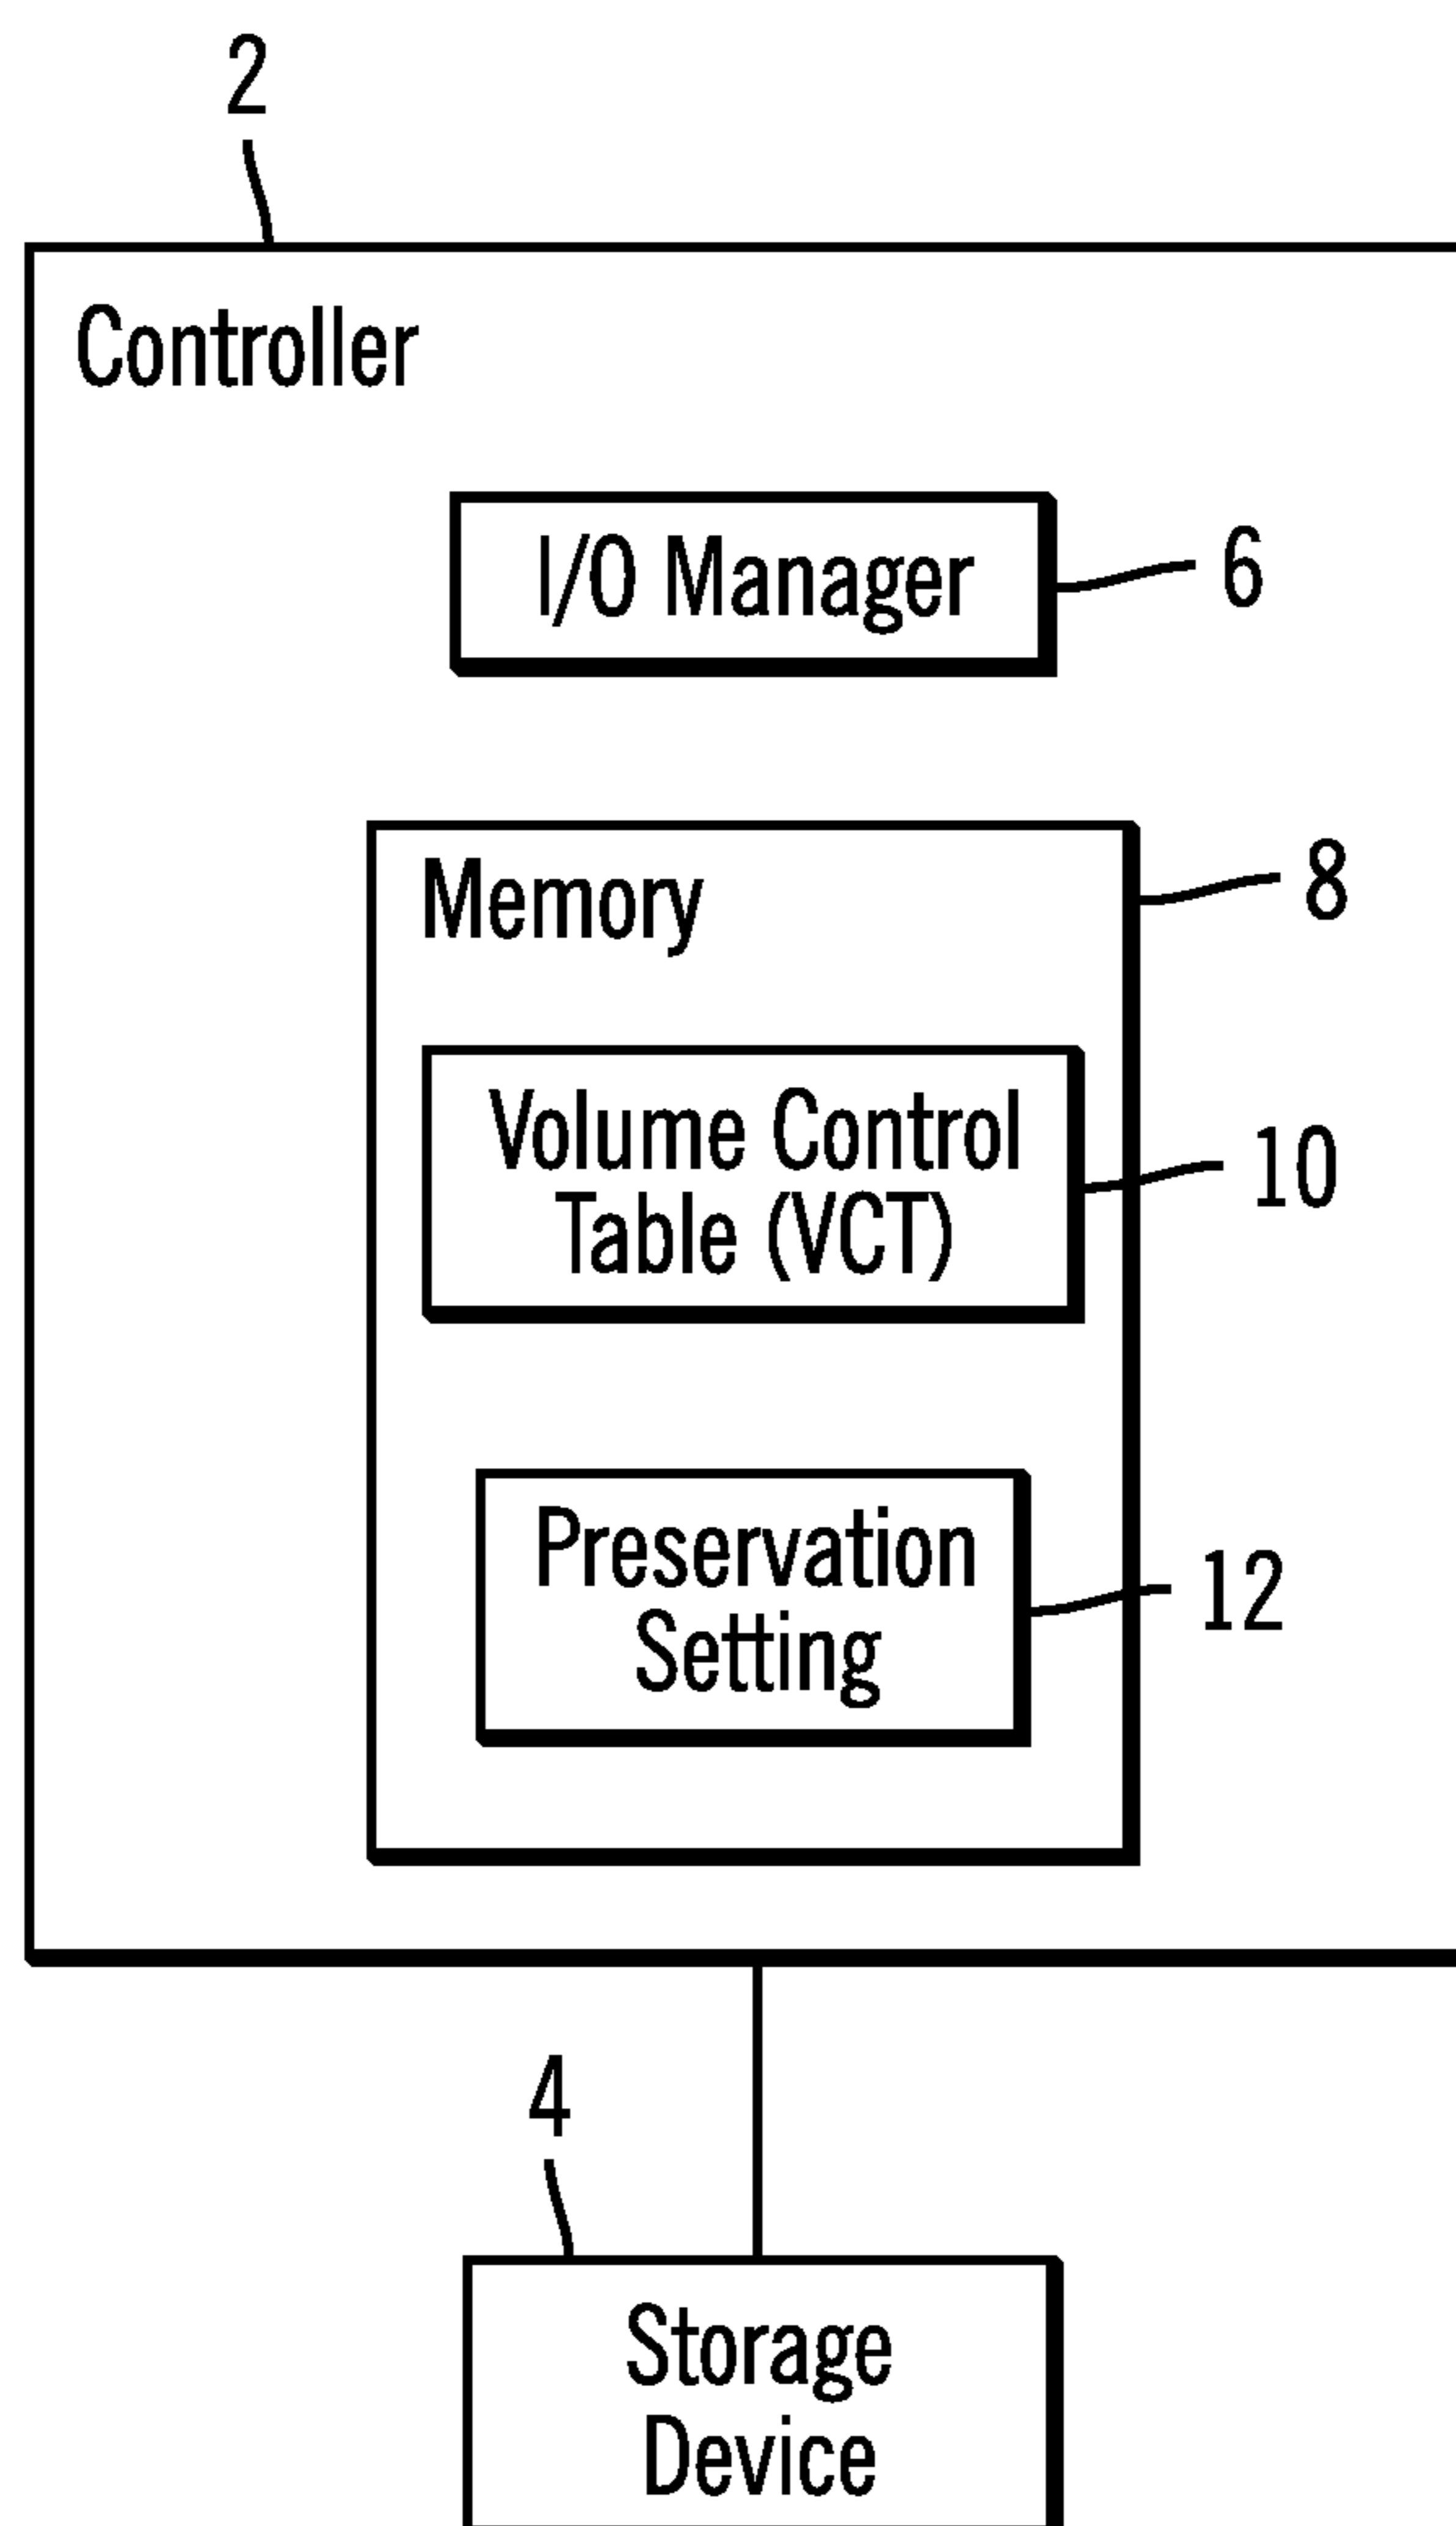 2
Controller
I/O Manager
6
Memory
8
Volume Control
Table (VCT)
10
Preservation
Setting
12
4
Storage
Device